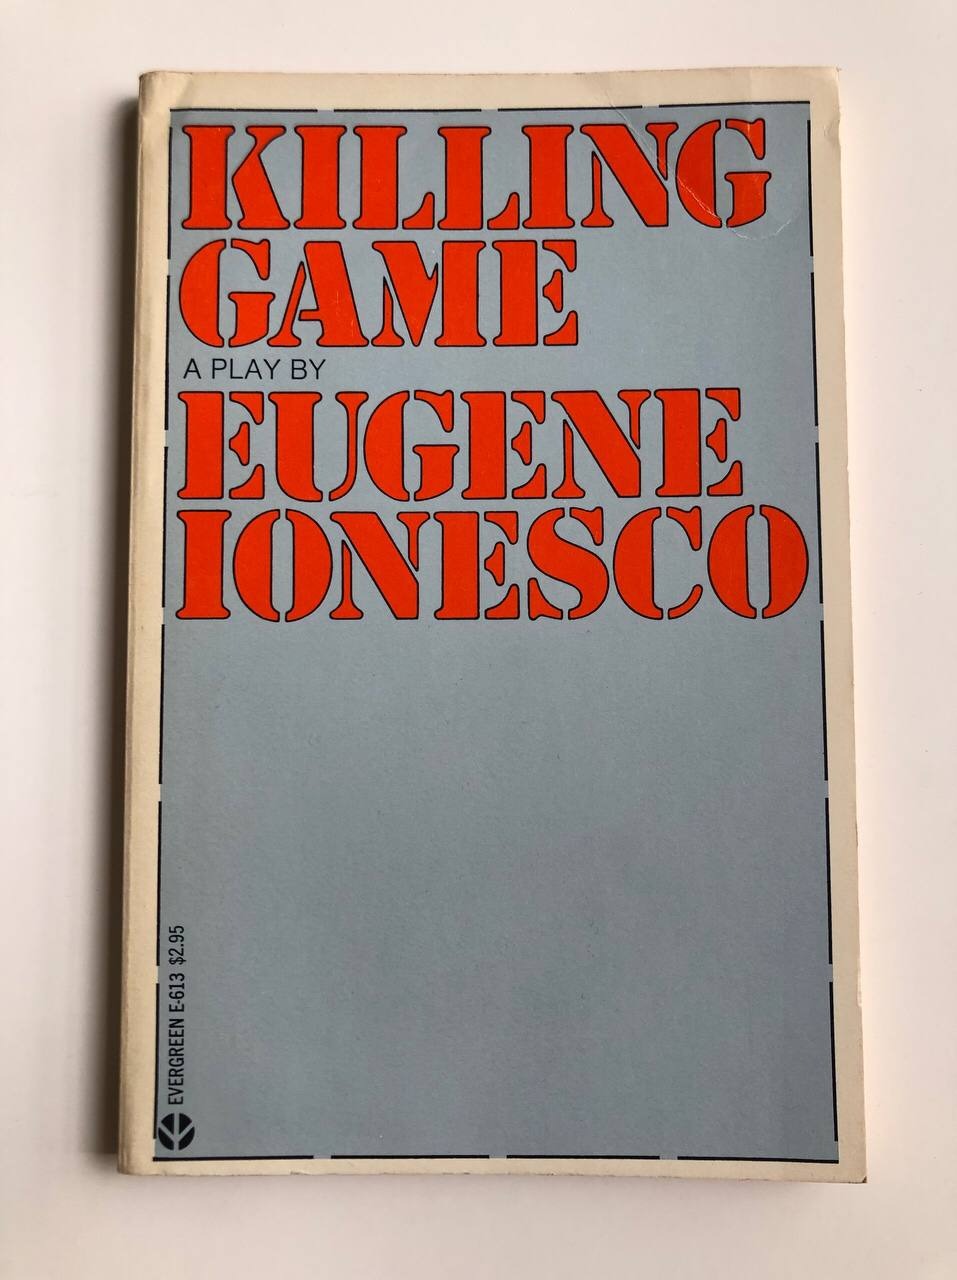 KILLING
GAME
A PLAY BY
EUGENE
IONESCO
EVERGREEN E-613 $2.95